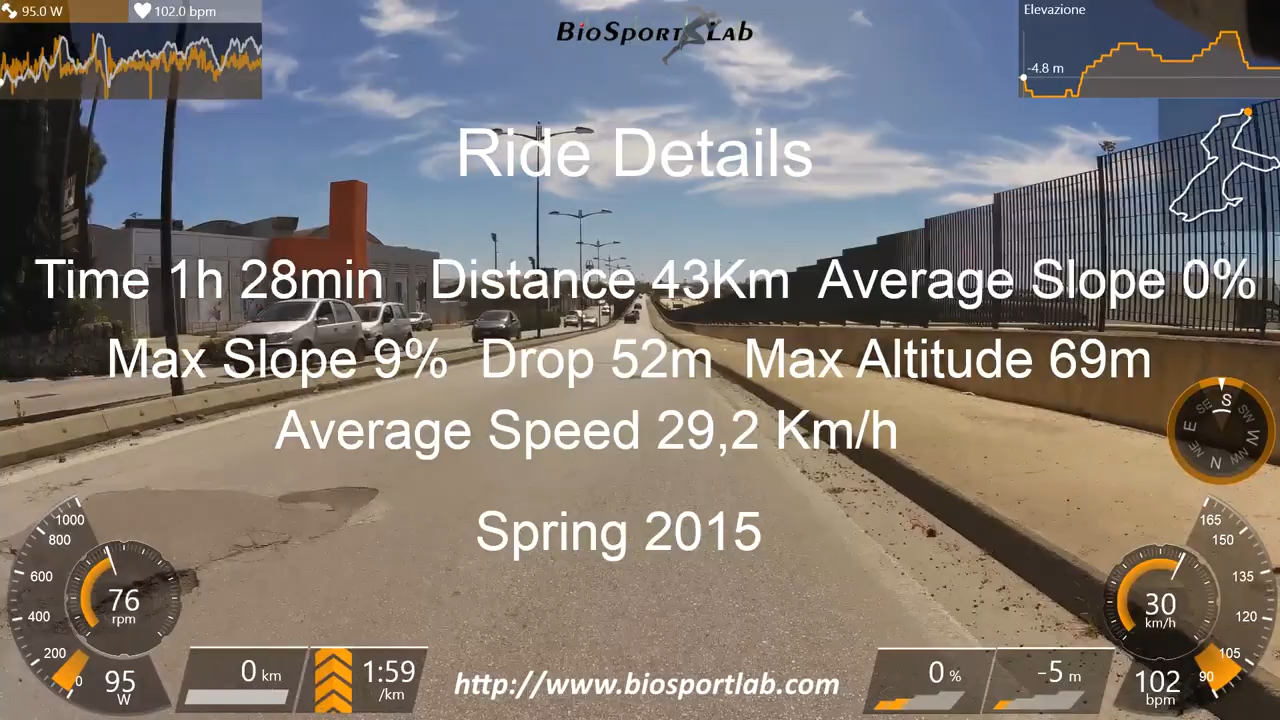 95.0 W
102.0 bpm
BioSport Lab
Elevazione
-4.8 m
Ride Details
Time 1h 28min Distance 43Km Average Slope 0%
Max Slope 9% Drop 52m Max Altitude 69m
Average Speed 29,2 Km/h
Spring 2015
S
SW
W
NW
N
NE
E
SE
1000
800
600
400
200
0
76
rpm
95
W
0 km
1:59
/km
http://www.biosportlab.com
0 %
-5 m
165
150
135
120
105
90
30
km/h
102
bpm